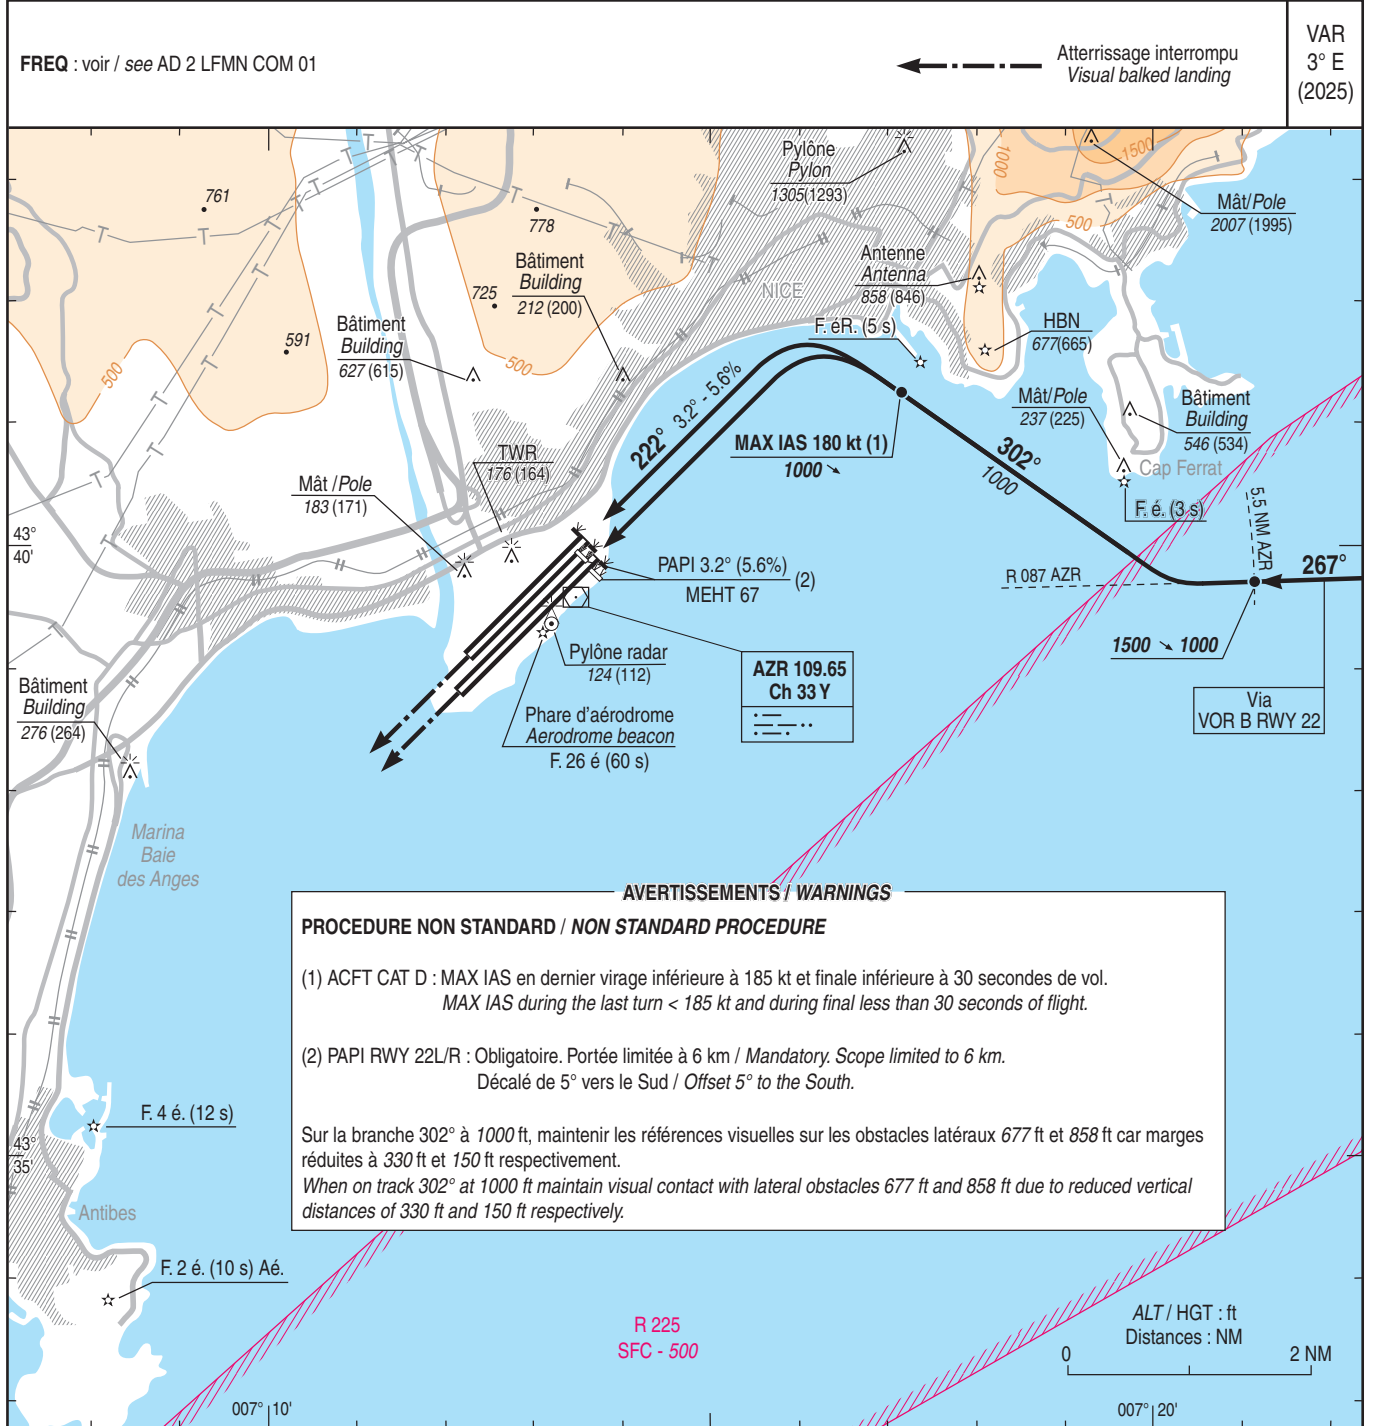 FREQ : voir / see AD 2 LFMN COM 01
Atterrissage interrompu
Visual balked landing
VAR
3° E
(2025)
Pylône
Pylon
1305(1293)
1000
1500
761
778
Mât/Pole
2007 (1995)
500
Bâtiment
Building
212 (200)
Antenne
Antenna
858 (846)
725
NICE
Bâtiment
Building
627 (615)
591
F. éR. (5 s)
HBN
677(665)
500
500
222° 3.2° - 5.6%
Mât/Pole
237 (225)
Bâtiment
Building
546 (534)
MAX IAS 180 kt (1)
1000 ↘
302°
1000
TWR
176 (164)
Cap Ferrat
Mât /Pole
183 (171)
F. é. (3 s)
5.5 NM AZR
43°
40'
PAPI 3.2° (5.6%)
MEHT 67
(2)
R 087 AZR
267°
Pylône radar
124 (112)
1500 ↘ 1000
AZR 109.65
Ch 33 Y
Bâtiment
Building
276 (264)
Via
VOR B RWY 22
Phare d'aérodrome
Aerodrome beacon
F. 26 é (60 s)
Marina
Baie
des Anges
AVERTISSEMENTS / WARNINGS
PROCEDURE NON STANDARD / NON STANDARD PROCEDURE
(1) ACFT CAT D : MAX IAS en dernier virage inférieure à 185 kt et finale inférieure à 30 secondes de vol.
MAX IAS during the last turn < 185 kt and during final less than 30 seconds of flight.
(2) PAPI RWY 22L/R : Obligatoire. Portée limitée à 6 km / Mandatory. Scope limited to 6 km.
Décalé de 5° vers le Sud / Offset 5° to the South.
Sur la branche 302° à 1000 ft, maintenir les références visuelles sur les obstacles latéraux 677 ft et 858 ft car marges
réduites à 330 ft et 150 ft respectivement.
When on track 302° at 1000 ft maintain visual contact with lateral obstacles 677 ft and 858 ft due to reduced vertical
distances of 330 ft and 150 ft respectively.
F. 4 é. (12 s)
43°
35'
Antibes
F. 2 é. (10 s) Aé.
R 225
SFC - 500
ALT / HGT : ft
Distances : NM
0 2 NM
007° 10'
007° 20'